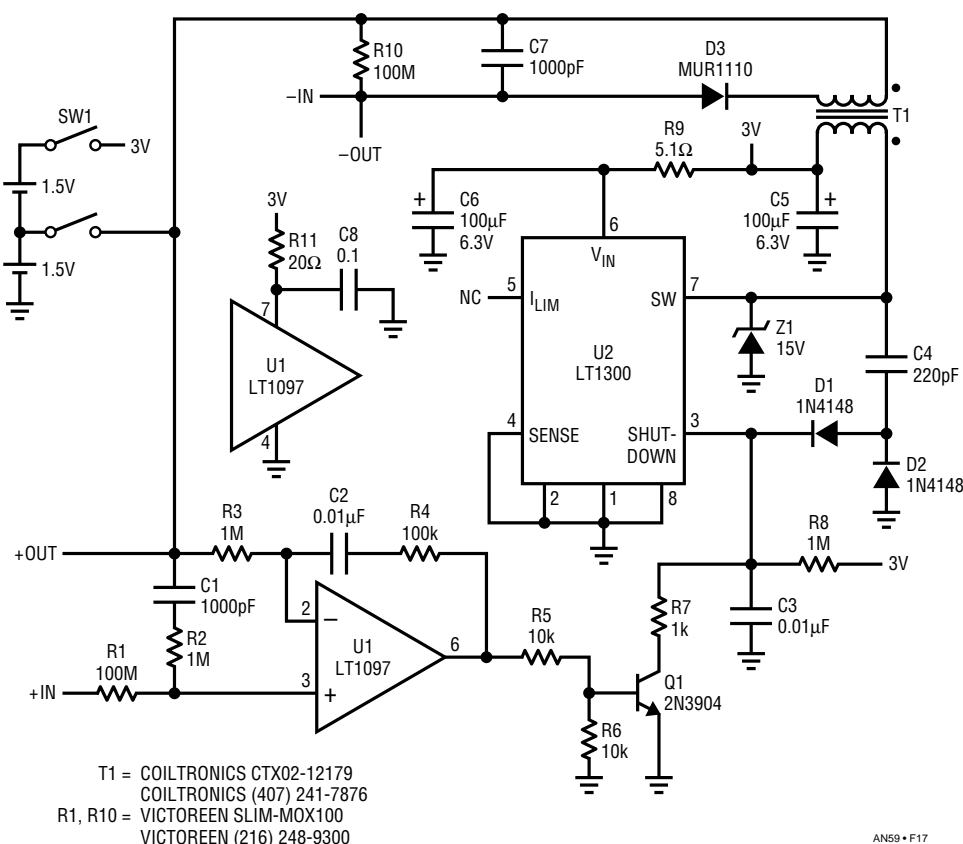 R10
100M
C7
1000pF
D3
MUR1110
–IN
T1
SW1
3V
–OUT
R9
5.1Ω
3V
1.5V
3V
+
C6
100µF
6.3V
C5
100µF
6.3V
+
R11
20Ω
C8
0.1
6
VIN
1.5V
NC
5
ILIM
SW
7
7
Z1
15V
U1
LT1097
U2
LT1300
C4
220pF
D1
1N4148
4
4
SENSE
SHUT-
DOWN
3
D2
1N4148
2
1
8
C2
0.01µF
R3
1M
R4
100k
R8
1M
+OUT
3V
C1
1000pF
2
–
R7
1k
C3
0.01µF
R5
10k
R1
100M
R2
1M
U1
LT1097
6
+IN
3
+
Q1
2N3904
R6
10k
T1 = COILTRONICS CTX02-12179
COILTRONICS (407) 241-7876
R1, R10 = VICTOREEN SLIM-MOX100
VICTOREEN (216) 248-9300
AN59 • F17